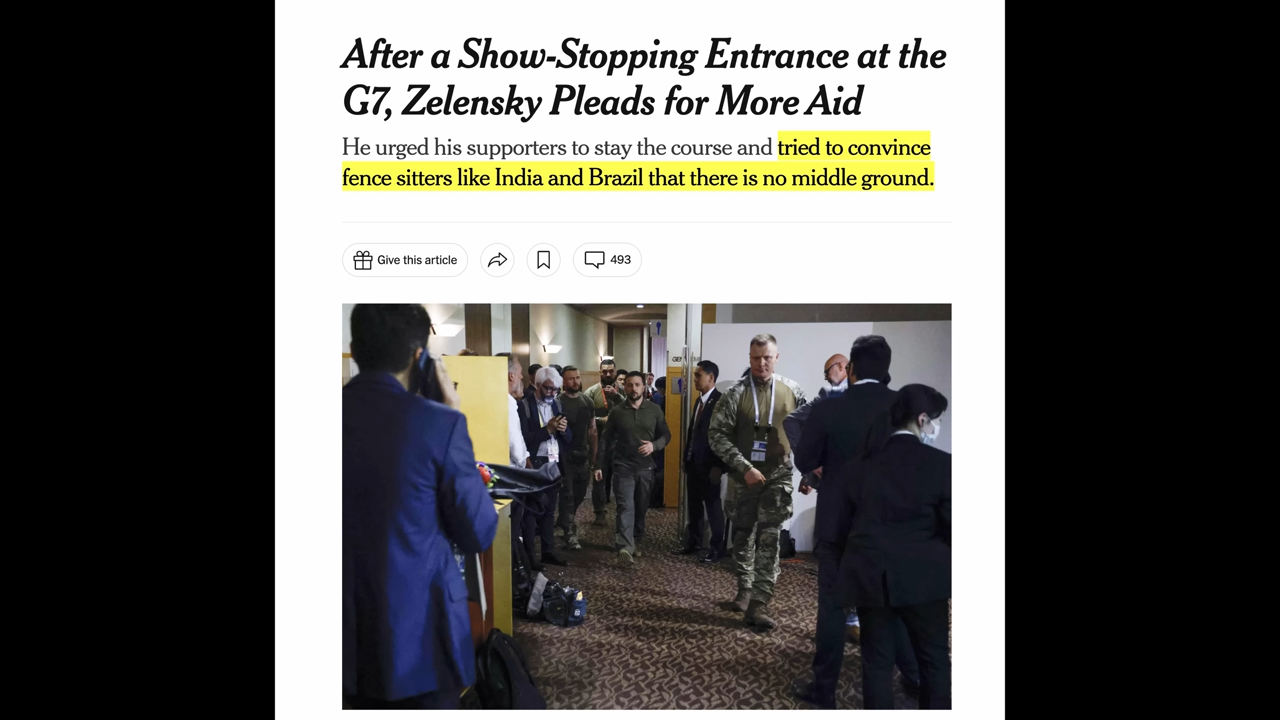 After a Show-Stopping Entrance at the
G7, Zelensky Pleads for More Aid
He urged his supporters to stay the course and tried to convince
fence sitters like India and Brazil that there is no middle ground.
Give this article
493